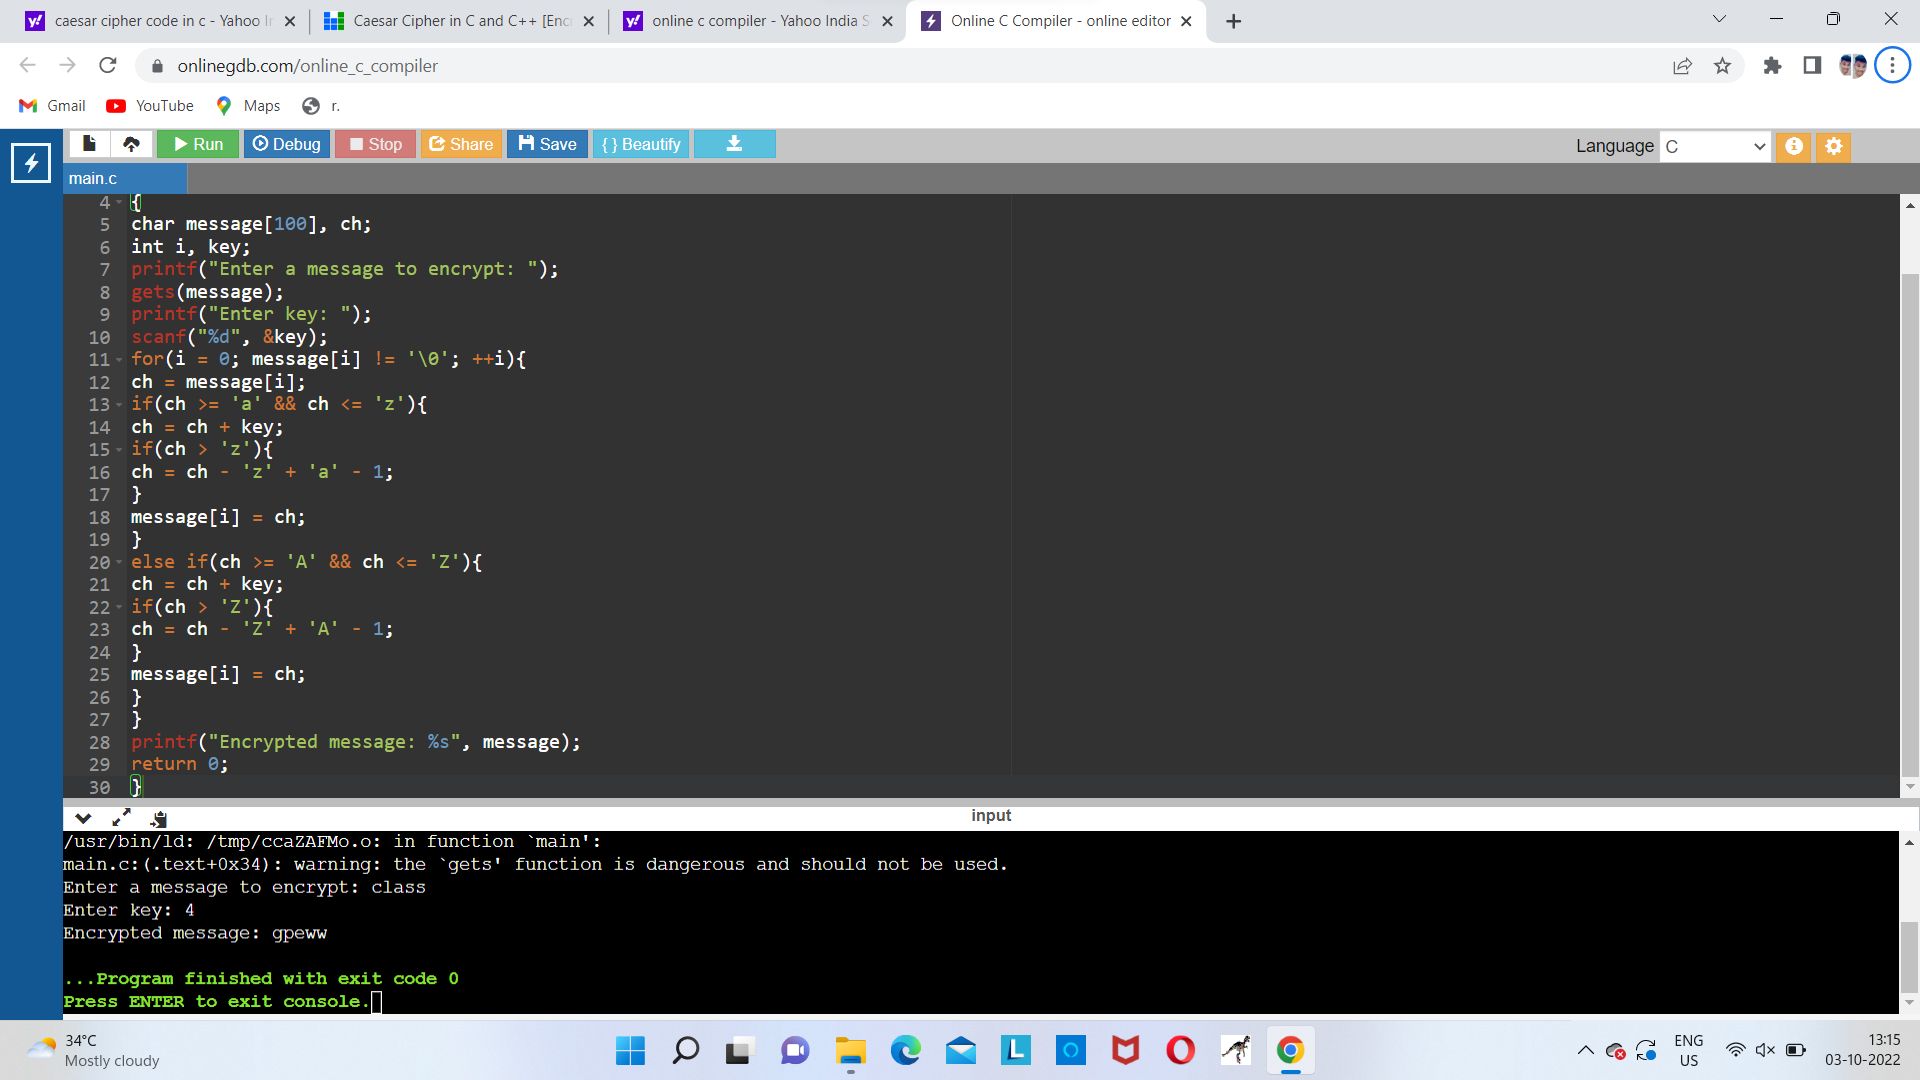 caesar cipher code in c - Yahoo I
Caesar Cipher in C and C++ [Enc
online c compiler - Yahoo India S
Online C Compiler - online editor
onlinegdb.com/online_c_compiler
Gmail
YouTube
Maps
r.
Run
Debug
Stop
Share
Save
{ } Beautify
Language
C
main.c
4 {
5 char message[100], ch;
6 int i, key;
7 printf("Enter a message to encrypt: ");
8 gets(message);
9 printf("Enter key: ");
10 scanf("%d", &key);
11 for(i = 0; message[i] != '\0'; ++i){
12 ch = message[i];
13 if(ch >= 'a' && ch <= 'z'){
14 ch = ch + key;
15 if(ch > 'z'){
16 ch = ch - 'z' + 'a' - 1;
17 }
18 message[i] = ch;
19 }
20 else if(ch >= 'A' && ch <= 'Z'){
21 ch = ch + key;
22 if(ch > 'Z'){
23 ch = ch - 'Z' + 'A' - 1;
24 }
25 message[i] = ch;
26 }
27 }
28 printf("Encrypted message: %s", message);
29 return 0;
30 }
input
/usr/bin/ld: /tmp/ccaZAFMo.o: in function `main':
main.c:(.text+0x34): warning: the `gets' function is dangerous and should not be used.
Enter a message to encrypt: class
Enter key: 4
Encrypted message: gpeww
...Program finished with exit code 0
Press ENTER to exit console.
34°C
Mostly cloudy
ENG
US
13:15
03-10-2022